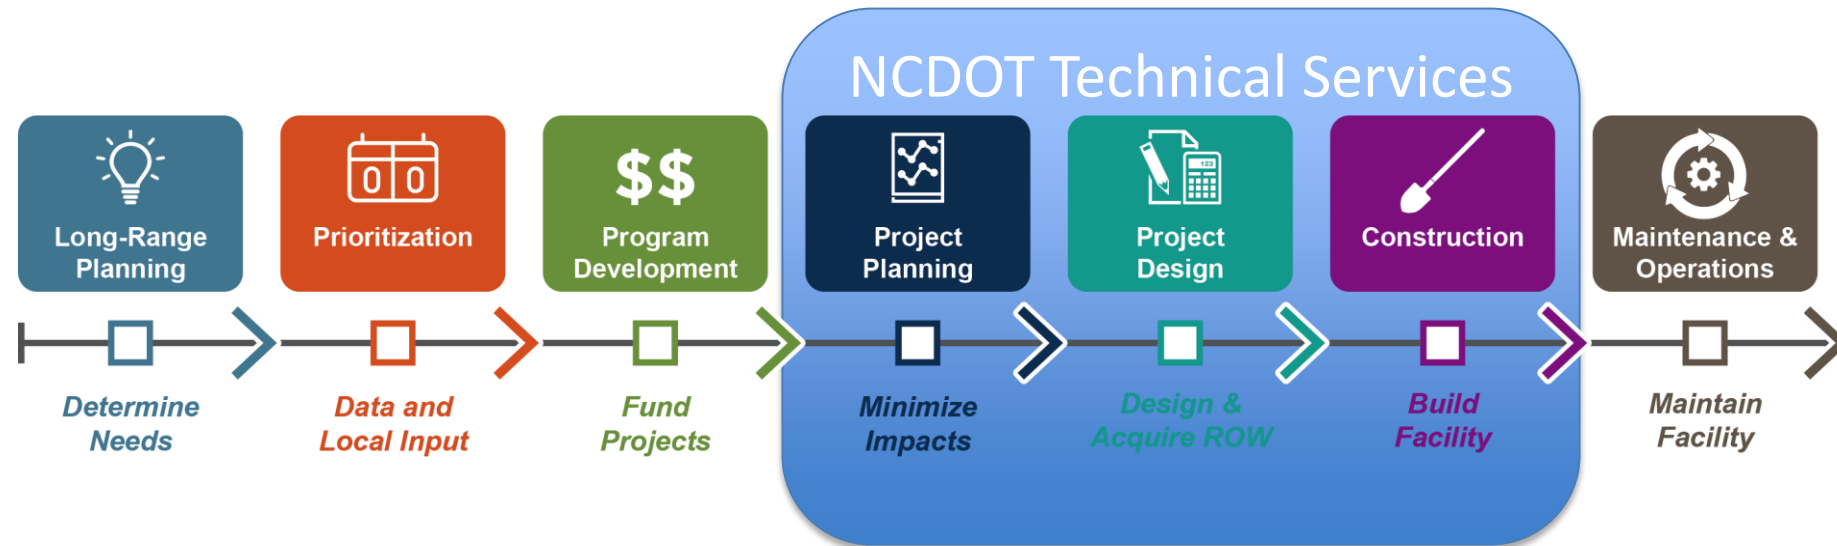 NCDOT Technical Services
Long-Range
Planning
Prioritization
0 0
$$
Program
Development
Project
Planning
123
Project
Design
Construction
Maintenance &
Operations
Determine
Needs
Data and
Local Input
Fund
Projects
Minimize
Impacts
Design &
Acquire ROW
Build
Facility
Maintain
Facility